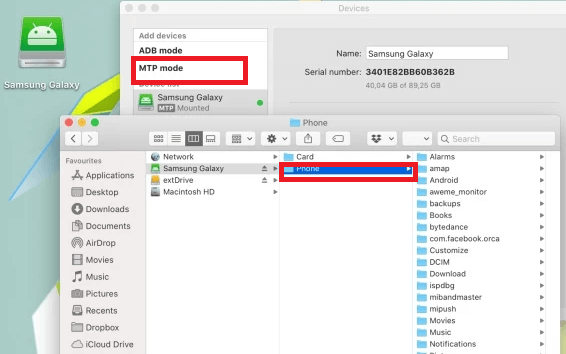 Devices
Samsung Galaxy
Add devices
ADB mode
MTP mode
Samsung Galaxy
MTP Mounted
Name: Samsung Galaxy
Serial number: 3401E82BB60B362B
40,04 GB of 89,25 GB
Phone
Search
Favourites
Applications
Desktop
Downloads
Documents
AirDrop
Movies
Music
Pictures
Recents
Dropbox
iCloud Drive
Network
Samsung Galaxy
extDrive
Macintosh HD
Card
Phone
Alarms
amap
Android
aweme_monitor
backups
Books
bytedance
com.facebook.orca
Customize
DCIM
Download
ispdbg
mibandmaster
mipush
Movies
Music
Notifications